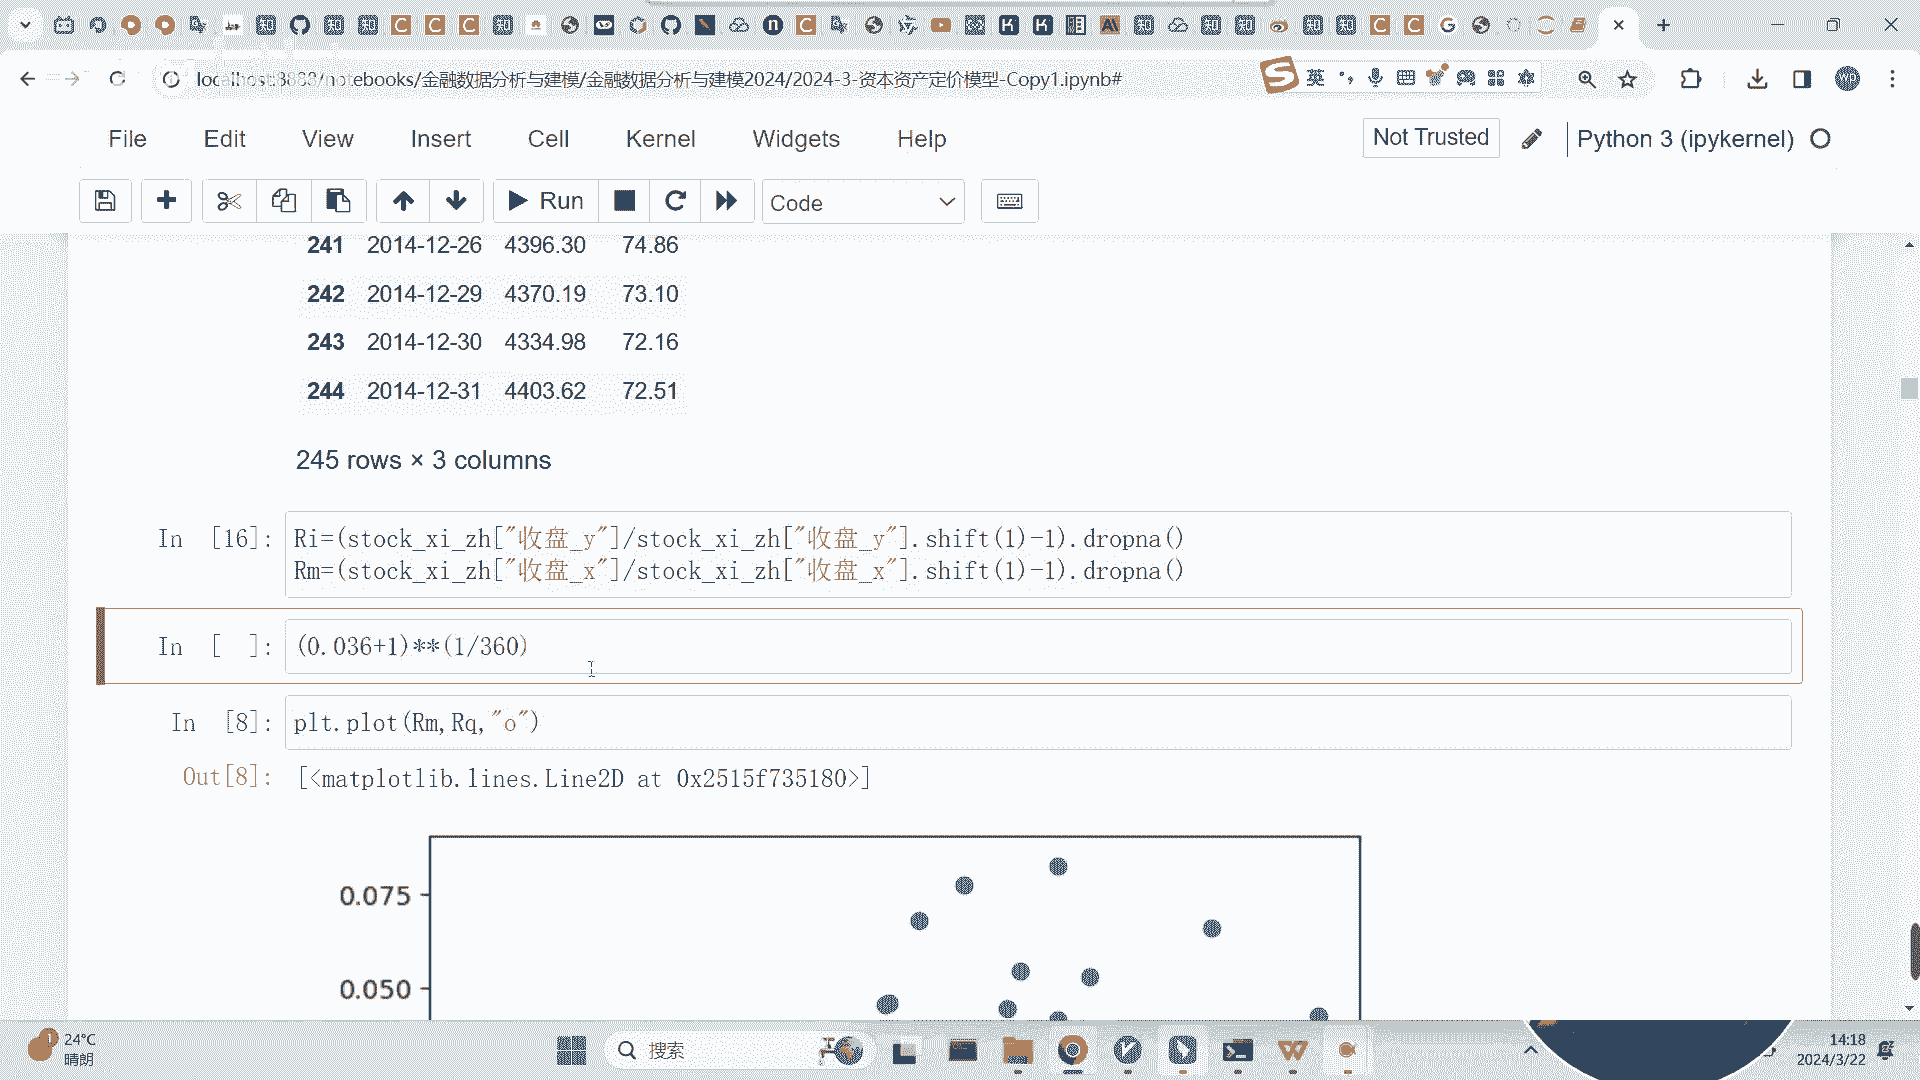 localhost:8888/notebooks/金融数据分析与建模/金融数据分析与建模2024/2024-3-资本资产定价模型-Copy1.ipynb#
英
File Edit View Insert Cell Kernel Widgets Help
Not Trusted
Python 3 (ipykernel)
Run
Code
241 2014-12-26 4396.30 74.86
242 2014-12-29 4370.19 73.10
243 2014-12-30 4334.98 72.16
244 2014-12-31 4403.62 72.51
245 rows × 3 columns
In [16]: Ri=(stock_xi_zh["收盘_y"]/stock_xi_zh["收盘_y"].shift(1)-1).dropna()
Rm=(stock_xi_zh["收盘_x"]/stock_xi_zh["收盘_x"].shift(1)-1).dropna()
In [ ]: (0.036+1)**(1/360)
In [8]: plt.plot(Rm,Rq,"o")
Out[8]: [<matplotlib.lines.Line2D at 0x2515f735180>]
0.075
0.050
24°C
晴朗
搜索
14:18
2024/3/22